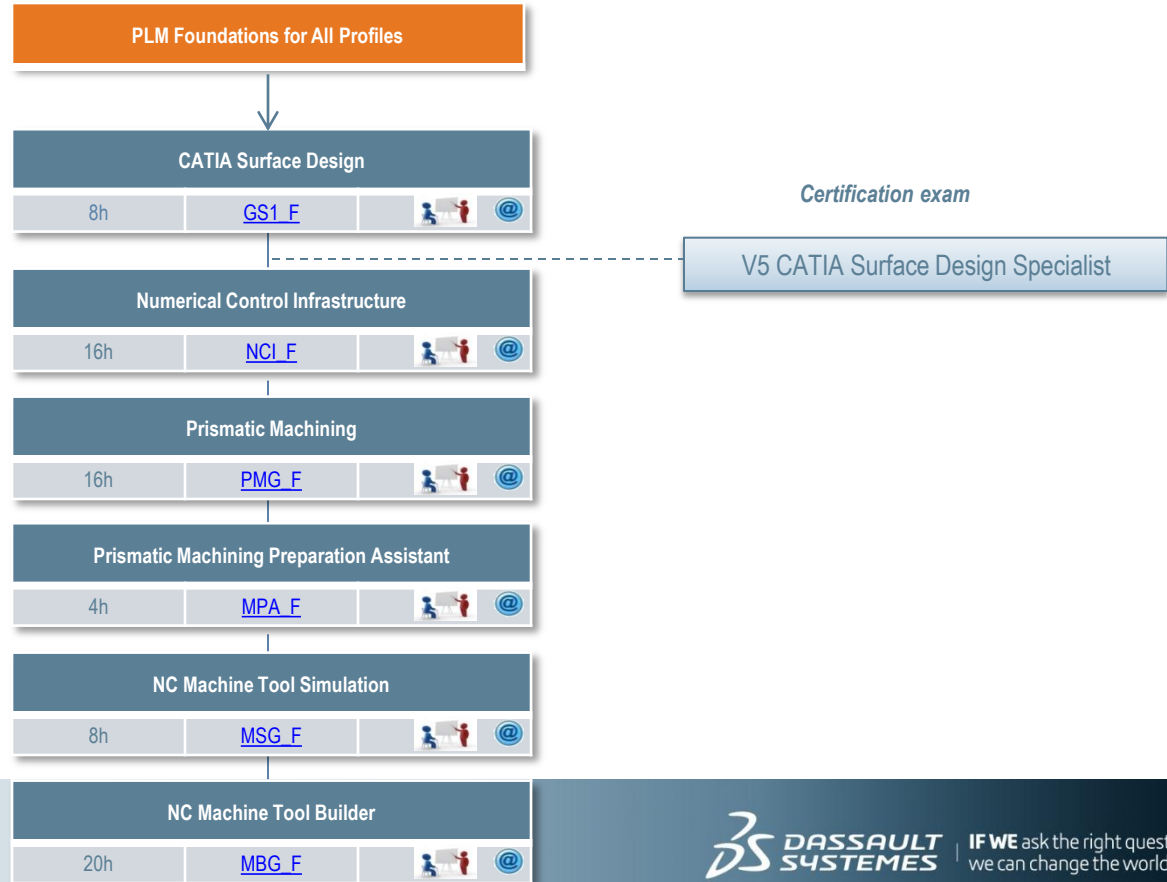 PLM Foundations for All Profiles
CATIA Surface Design
8h GS1_F @
Certification exam
V5 CATIA Surface Design Specialist
Numerical Control Infrastructure
16h NCI_F @
Prismatic Machining
16h PMG_F @
Prismatic Machining Preparation Assistant
4h MPA_F @
NC Machine Tool Simulation
8h MSG_F @
NC Machine Tool Builder
20h MBG_F @
DASSAULT
SYSTEMES
IF WE ask the right quest
we can change the world